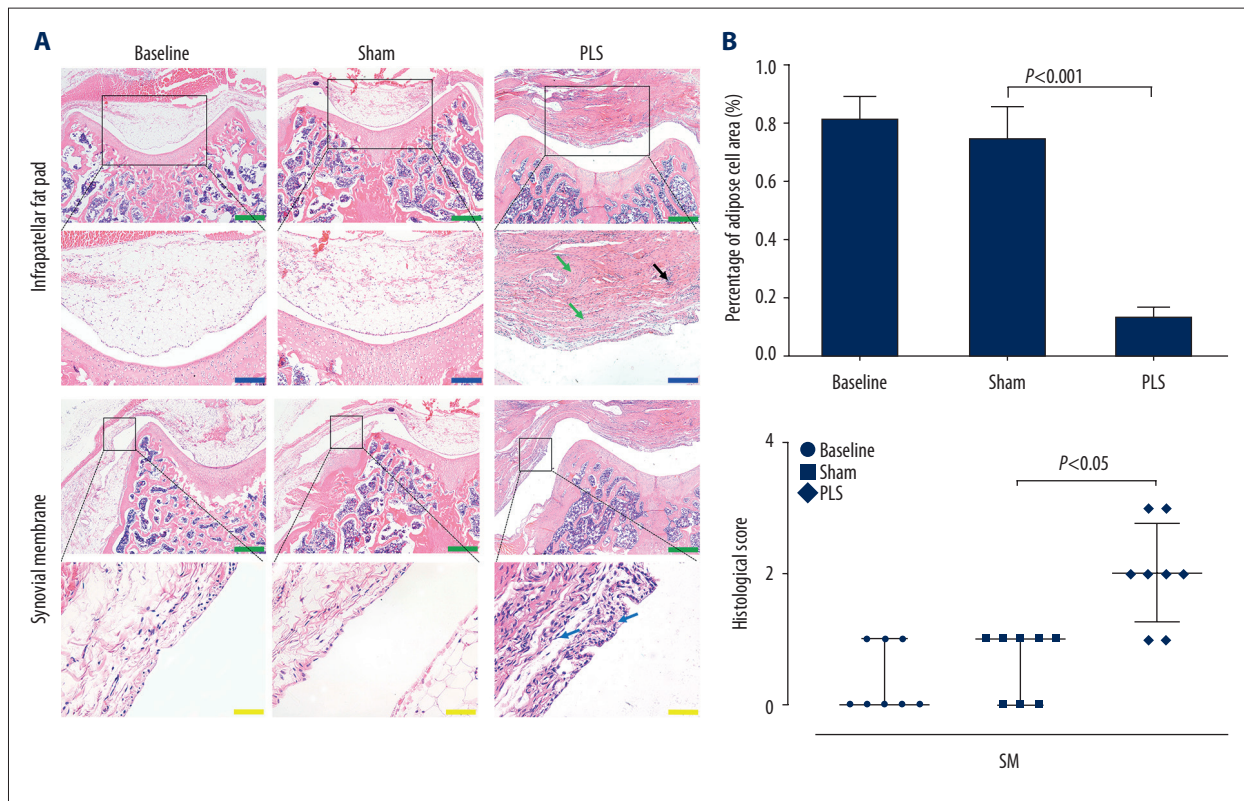 A
Baseline
Sham
PLS
Infrapatellar fat pad
Synovial membrane
B
Percentage of adipose cell area (%)
1.0
0.8
0.6
0.4
0.2
0.0
P<0.001
Baseline
Sham
PLS
Histological score
4
2
0
Baseline
Sham
PLS
P<0.05
SM